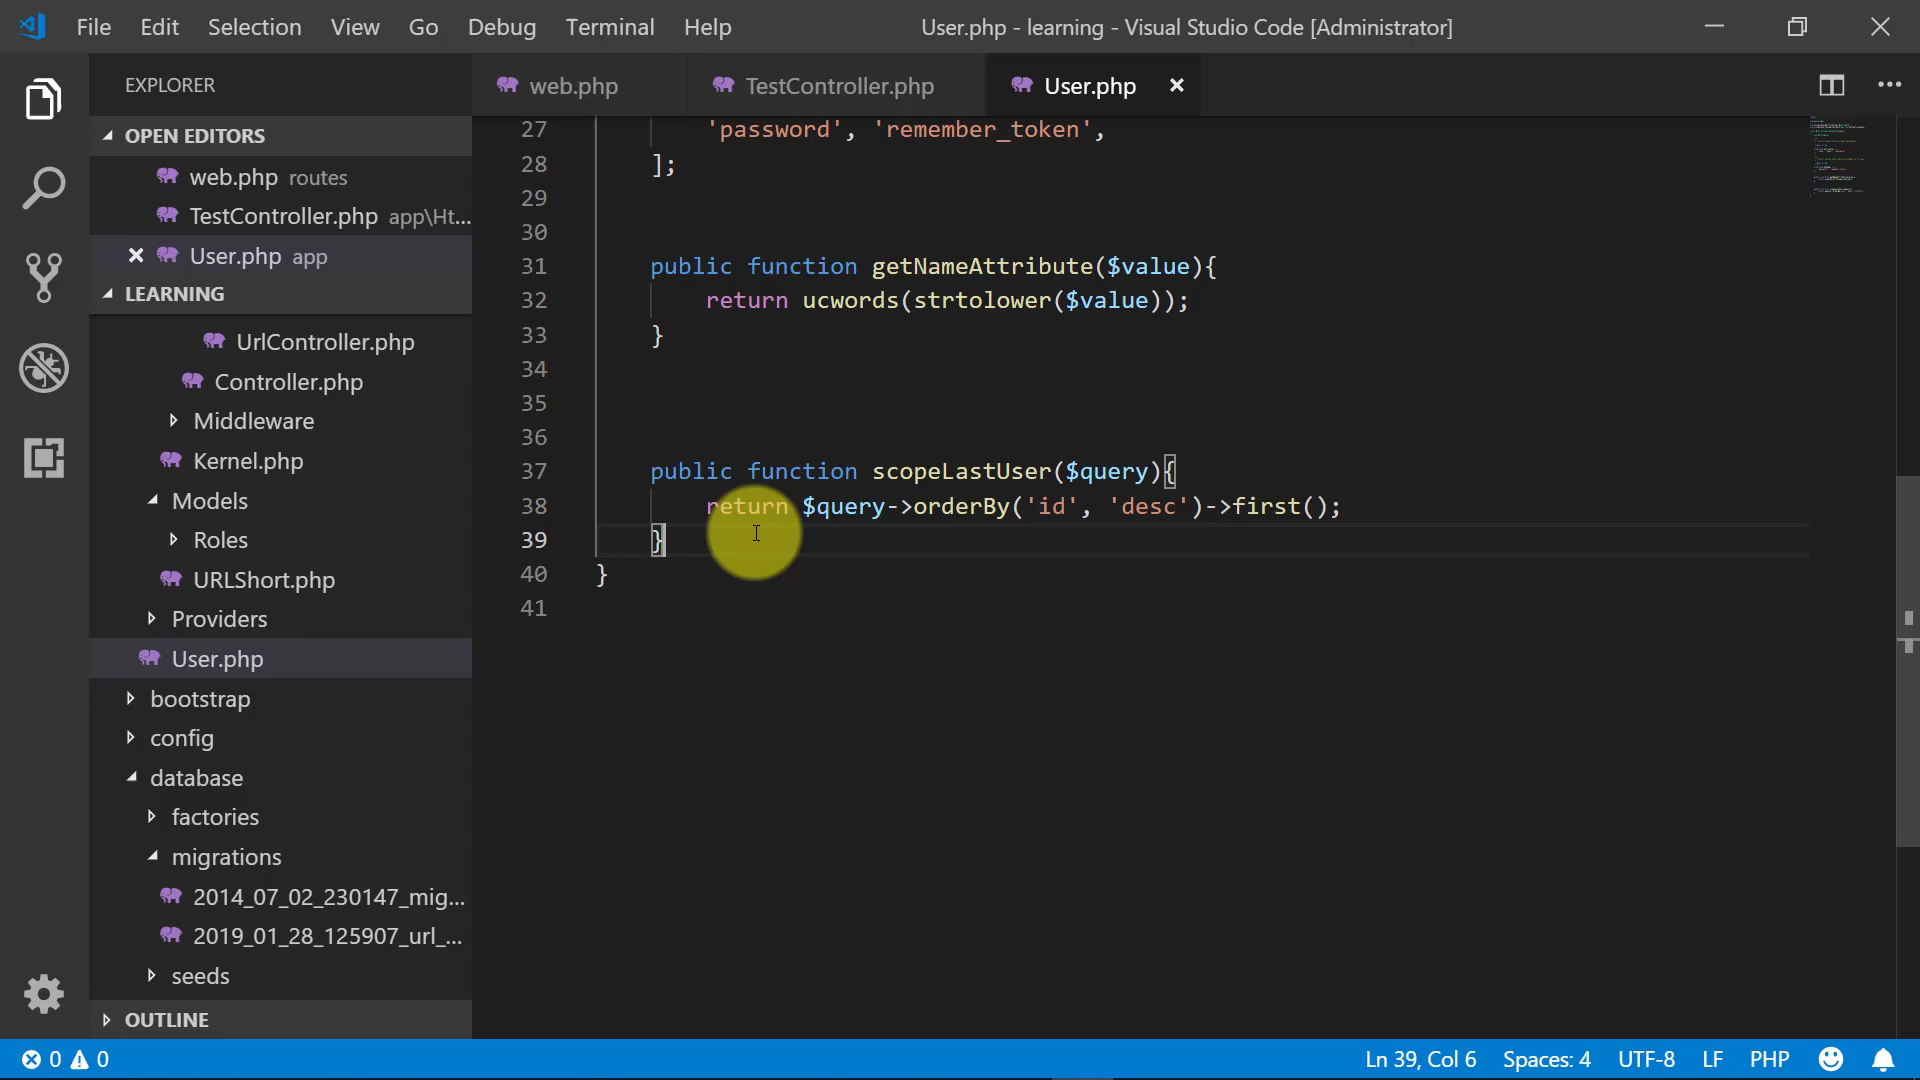 File Edit Selection View Go Debug Terminal Help User.php - learning - Visual Studio Code [Administrator]
EXPLORER
OPEN EDITORS
web.php routes
TestController.php app\Ht...
User.php app
LEARNING
UrlController.php
Controller.php
Middleware
Kernel.php
Models
Roles
URLShort.php
Providers
User.php
bootstrap
config
database
factories
migrations
2014_07_02_230147_mig...
2019_01_28_125907_url_...
seeds
OUTLINE
web.php TestController.php User.php
27 'password', 'remember_token',
28 ];
29
30
31 public function getNameAttribute($value){
32 return ucwords(strtolower($value));
33 }
34
35
36
37 public function scopeLastUser($query){
38 return $query->orderBy('id', 'desc')->first();
39 }
40 }
41
0 0 Ln 39, Col 6 Spaces: 4 UTF-8 LF PHP